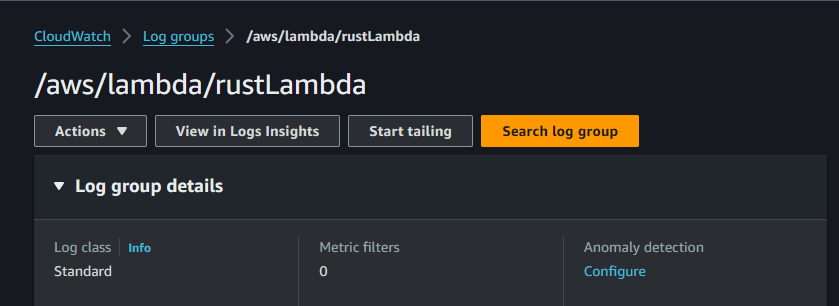 CloudWatch > Log groups > /aws/lambda/rustLambda
/aws/lambda/rustLambda
Actions View in Logs Insights Start tailing Search log group
Log group details
Log class Info Metric filters Anomaly detection
Standard 0 Configure